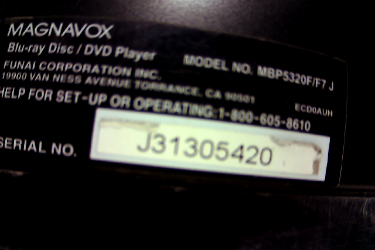 MAGNAVOX
Blu-ray Disc / DVD Player MODEL NO. MBP5320F/F7 J
FUNAI CORPORATION INC.
19900 VAN NESS AVENUE TORRANCE, CA 90501
ECD0AUH
HELP FOR SET-UP OR OPERATING:1-800-605-8610
SERIAL NO. J31305420